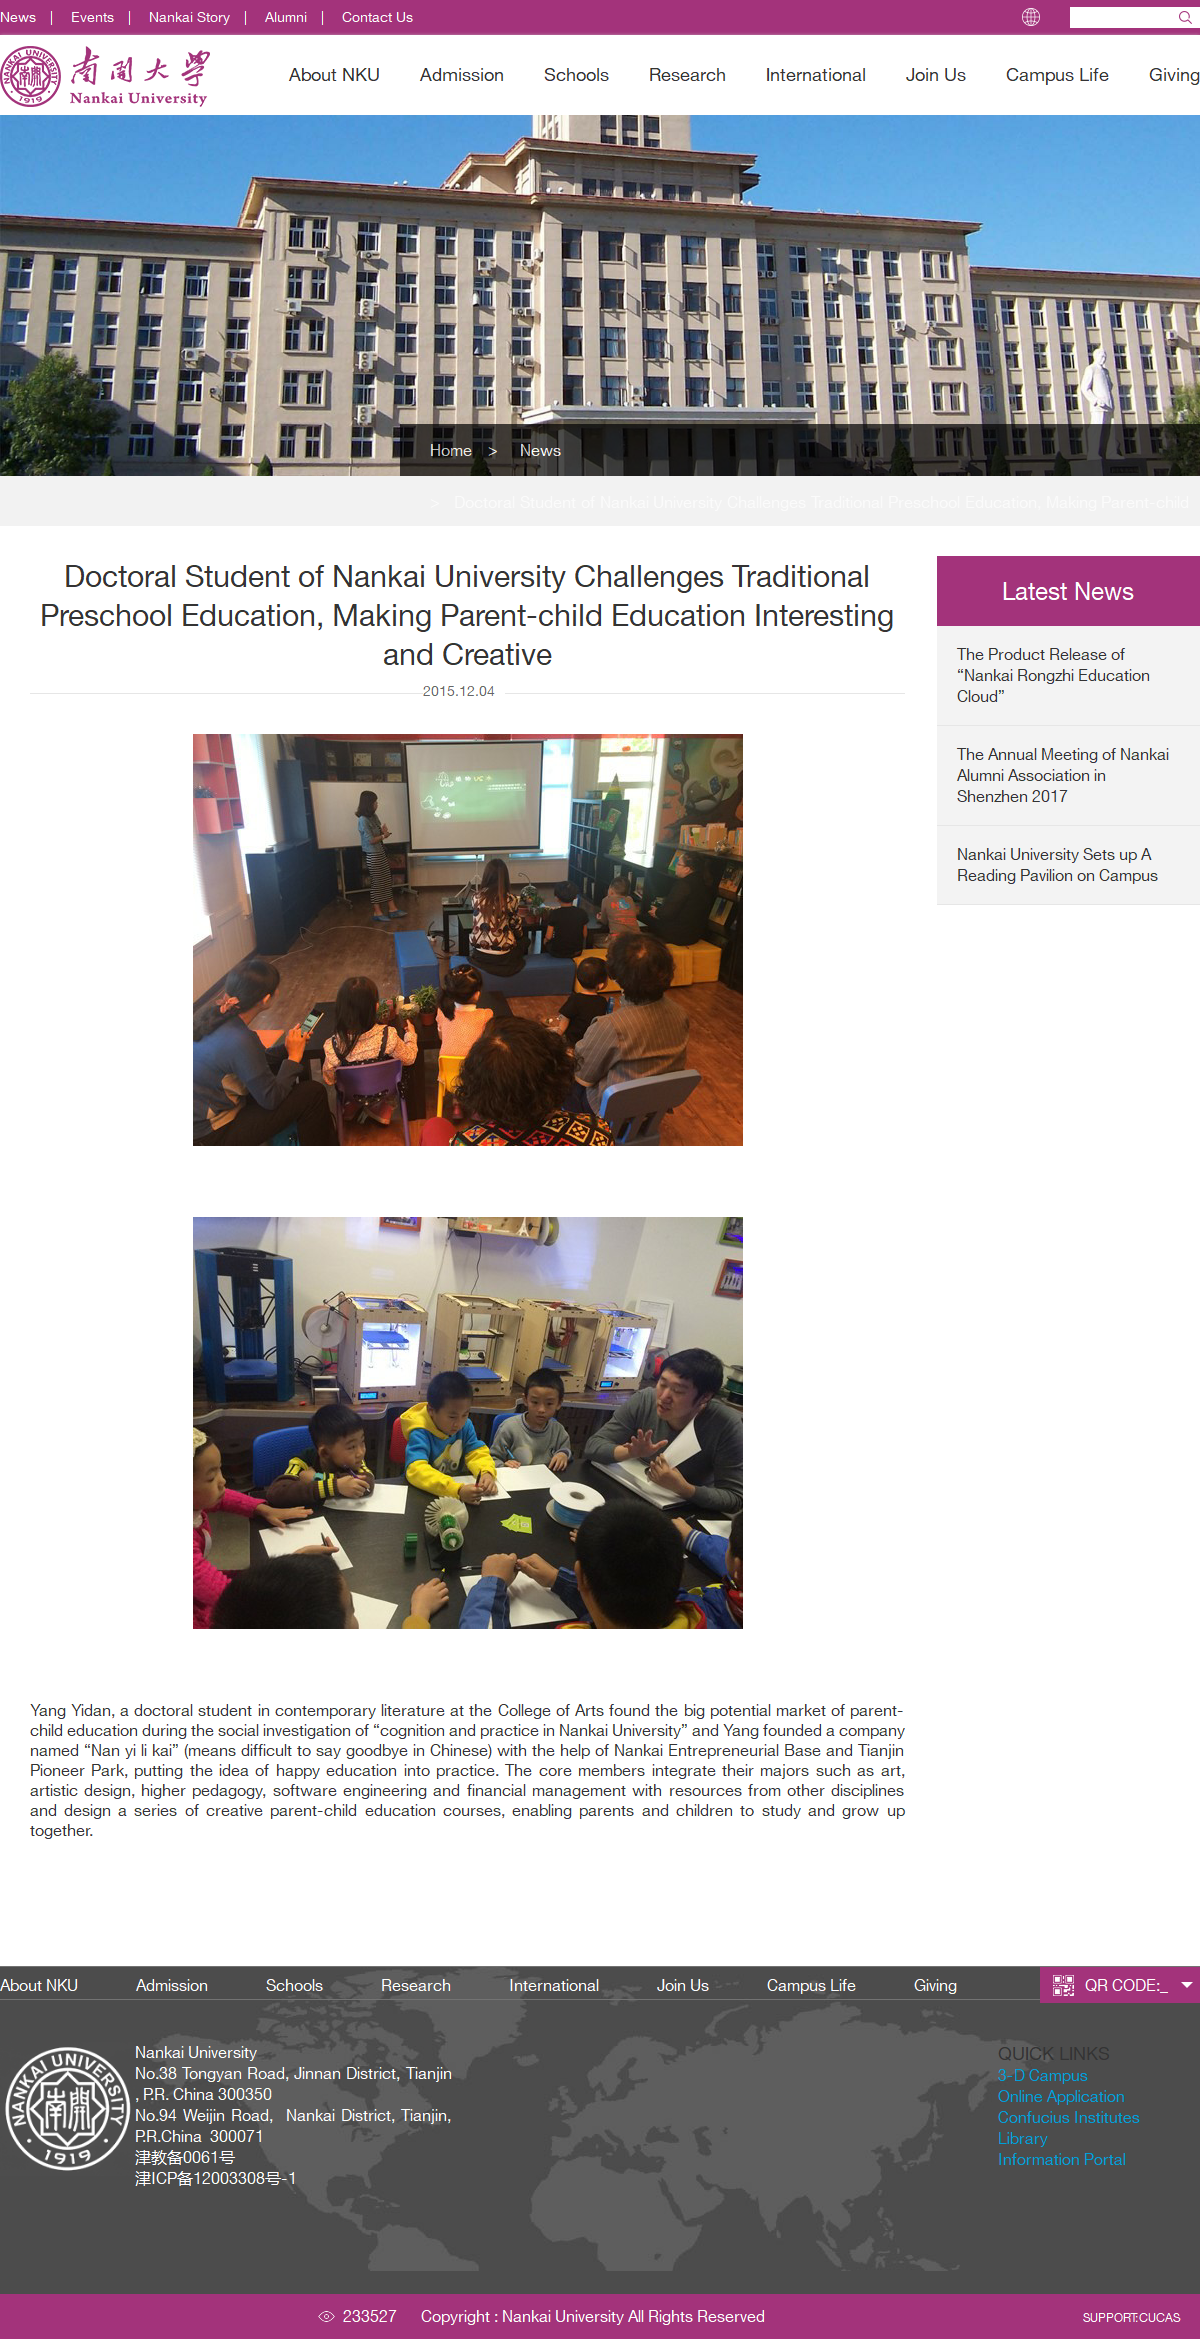 News | Events | Nankai Story | Alumni | Contact Us
NANKAI UNIVERSITY 1919
南開大學
Nankai University
About NKU Admission Schools Research International Join Us Campus Life Giving
Home > News
> Doctoral Student of Nankai University Challenges Traditional Preschool Education, Making Parent-child
Doctoral Student of Nankai University Challenges Traditional
Preschool Education, Making Parent-child Education Interesting
and Creative
2015.12.04
Latest News
The Product Release of
“Nankai Rongzhi Education
Cloud”
The Annual Meeting of Nankai
Alumni Association in
Shenzhen 2017
Nankai University Sets up A
Reading Pavilion on Campus
Yang Yidan, a doctoral student in contemporary literature at the College of Arts found the big potential market of parent-
child education during the social investigation of “cognition and practice in Nankai University” and Yang founded a company
named “Nan yi li kai” (means difficult to say goodbye in Chinese) with the help of Nankai Entrepreneurial Base and Tianjin
Pioneer Park, putting the idea of happy education into practice. The core members integrate their majors such as art,
artistic design, higher pedagogy, software engineering and financial management with resources from other disciplines
and design a series of creative parent-child education courses, enabling parents and children to study and grow up
together.
About NKU Admission Schools Research International Join Us Campus Life Giving QR CODE:_
NANKAI UNIVERSITY
1919
Nankai University
No.38 Tongyan Road, Jinnan District, Tianjin
, P.R. China 300350
No.94 Weijin Road, Nankai District, Tianjin,
P.R.China 300071
津教备0061号
津ICP备12003308号-1
QUICK LINKS
3-D Campus
Online Application
Confucius Institutes
Library
Information Portal
233527 Copyright : Nankai University All Rights Reserved
SUPPORT:CUCAS